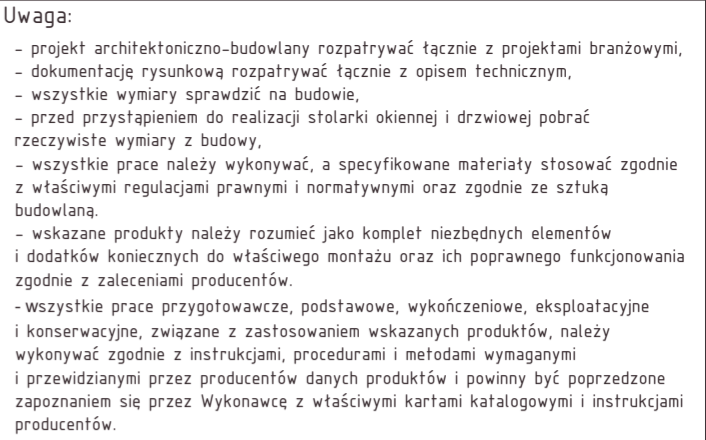 Uwaga:
- projekt architektoniczno-budowlany rozpatrywać łącznie z projektami branżowymi,
- dokumentację rysunkową rozpatrywać łącznie z opisem technicznym,
- wszystkie wymiary sprawdzić na budowie,
- przed przystąpieniem do realizacji stolarki okiennej i drzwiowej pobrać
rzeczywiste wymiary z budowy,
- wszystkie prace należy wykonywać, a specyfikowane materiały stosować zgodnie
z właściwymi regulacjami prawnymi i normatywnymi oraz zgodnie ze sztuką
budowlaną.
- wskazane produkty należy rozumieć jako komplet niezbędnych elementów
i dodatków koniecznych do właściwego montażu oraz ich poprawnego funkcjonowania
zgodnie z zaleceniami producentów.
- wszystkie prace przygotowawcze, podstawowe, wykończeniowe, eksploatacyjne
i konserwacyjne, związane z zastosowaniem wskazanych produktów, należy
wykonywać zgodnie z instrukcjami, procedurami i metodami wymaganymi
i przewidzianymi przez producentów danych produktów i powinny być poprzedzone
zapoznaniem się przez Wykonawcę z właściwymi kartami katalogowymi i instrukcjami
producentów.